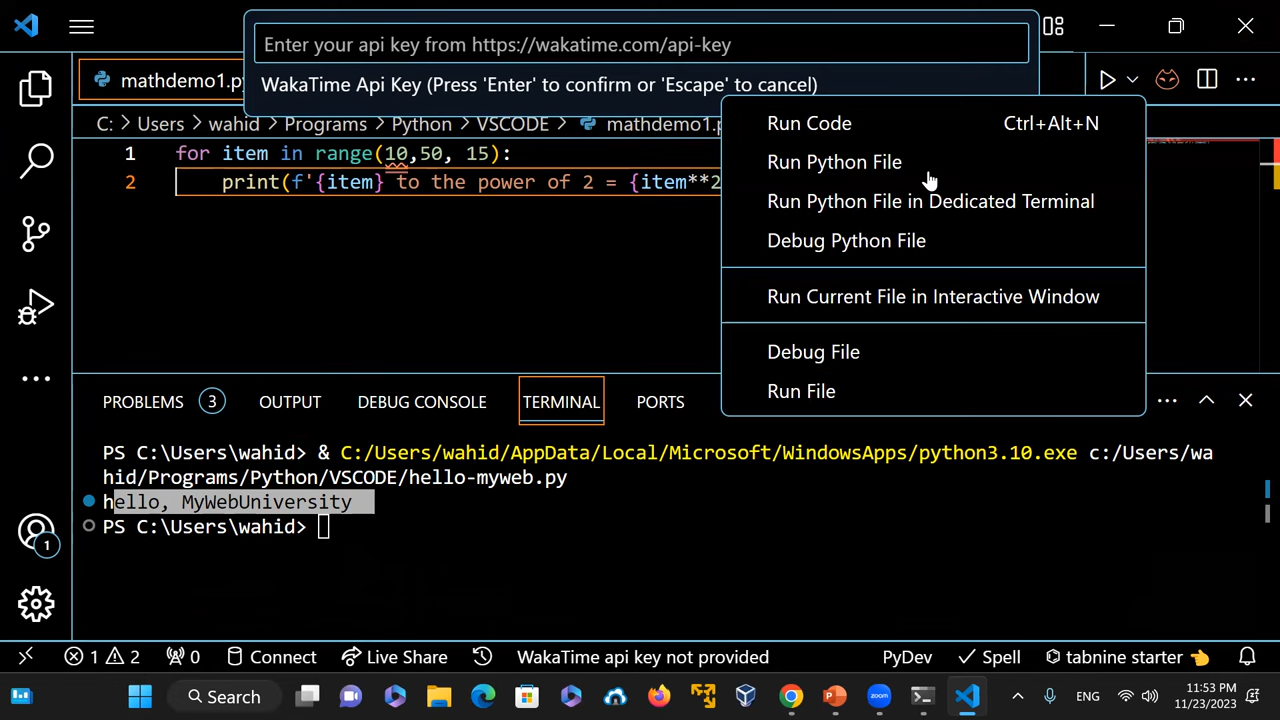 Enter your api key from https://wakatime.com/api-key
WakaTime Api Key (Press 'Enter' to confirm or 'Escape' to cancel)
mathdemo1.py
C: > Users > wahid > Programs > Python > VSCODE > mathdemo1.p
1 for item in range(10,50, 15):
2 print(f'{item} to the power of 2 = {item**2
Run Code Ctrl+Alt+N
Run Python File
Run Python File in Dedicated Terminal
Debug Python File
Run Current File in Interactive Window
Debug File
Run File
PROBLEMS 3 OUTPUT DEBUG CONSOLE TERMINAL PORTS
PS C:\Users\wahid> & C:/Users/wahid/AppData/Local/Microsoft/WindowsApps/python3.10.exe c:/Users/wa
hid/Programs/Python/VSCODE/hello-myweb.py
hello, MyWebUniversity
PS C:\Users\wahid>
1
1 2 0 Connect Live Share WakaTime api key not provided PyDev Spell tabnine starter
Search ENG 11:53 PM
11/23/2023